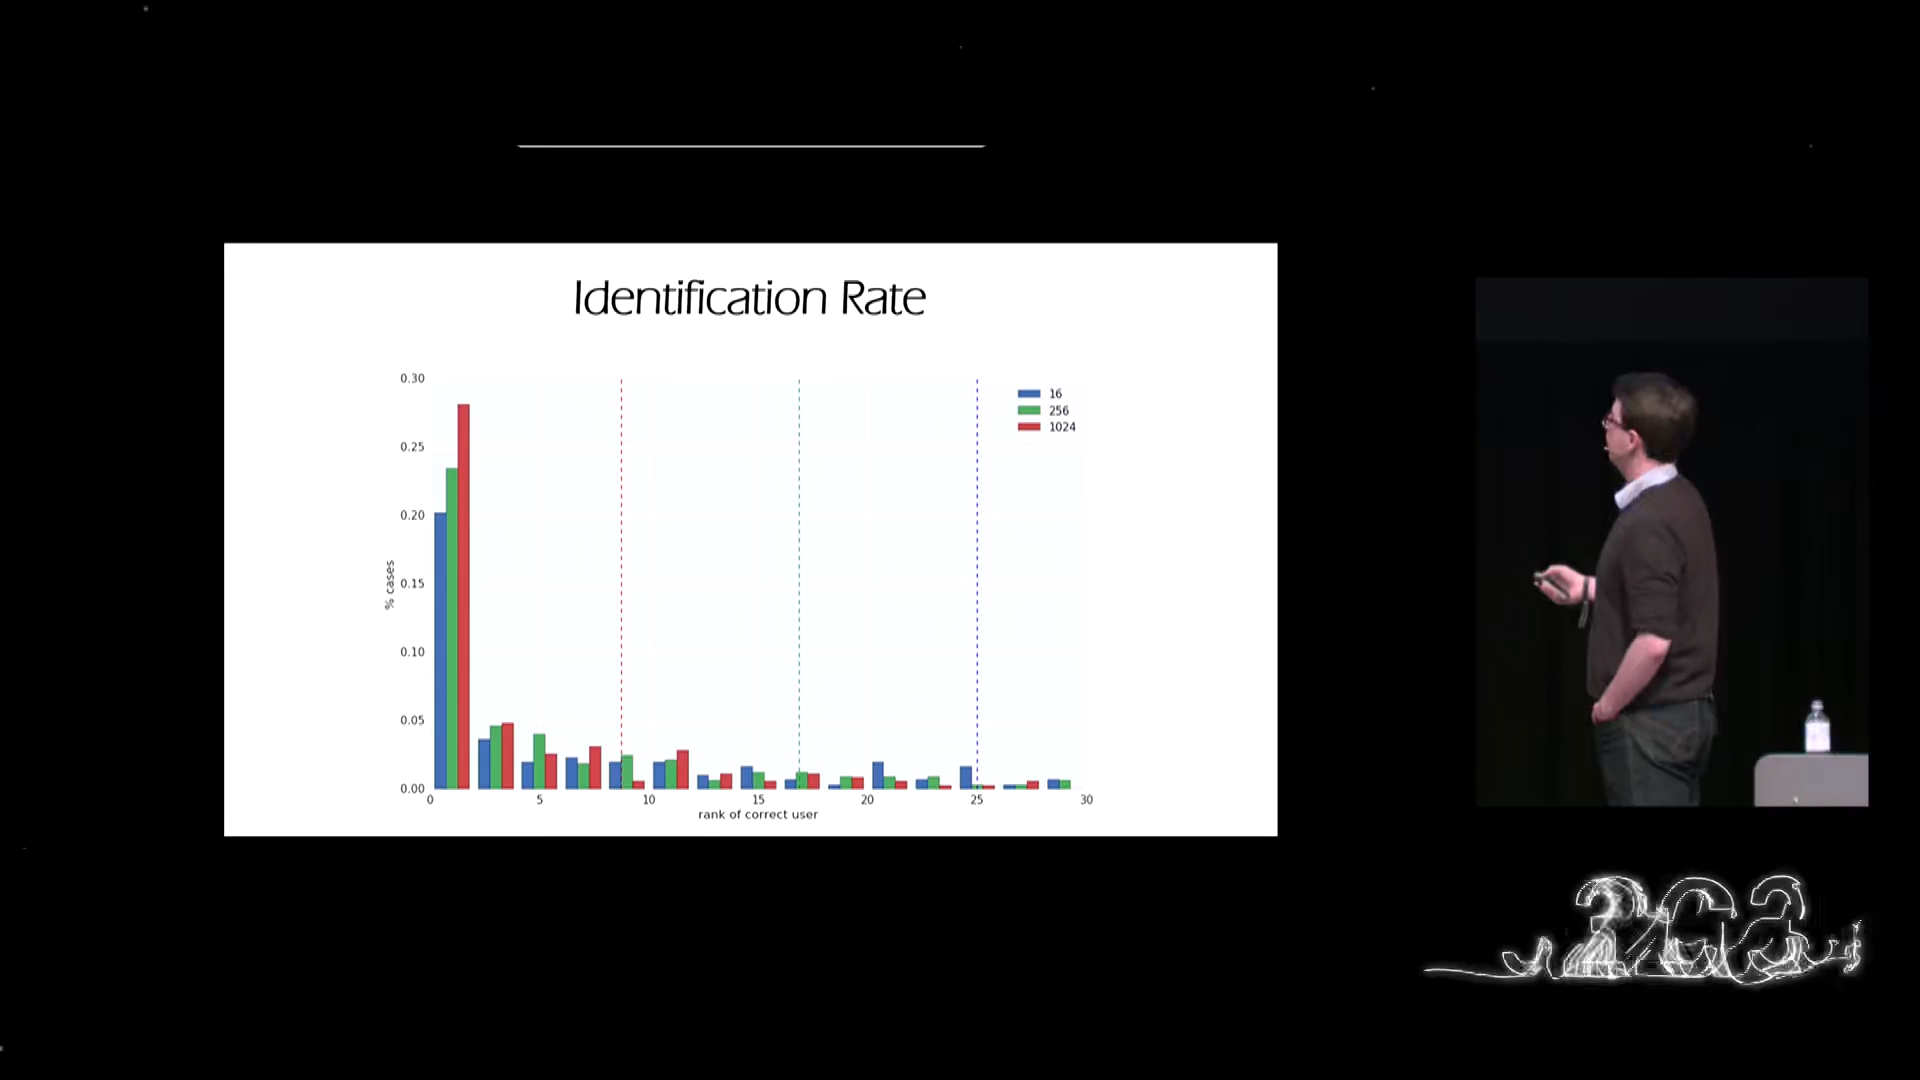 Identification Rate
0.30
0.25
0.20
0.15
0.10
0.05
0.00
% cases
16
256
1024
0 5 10 15 20 25 30
rank of correct user